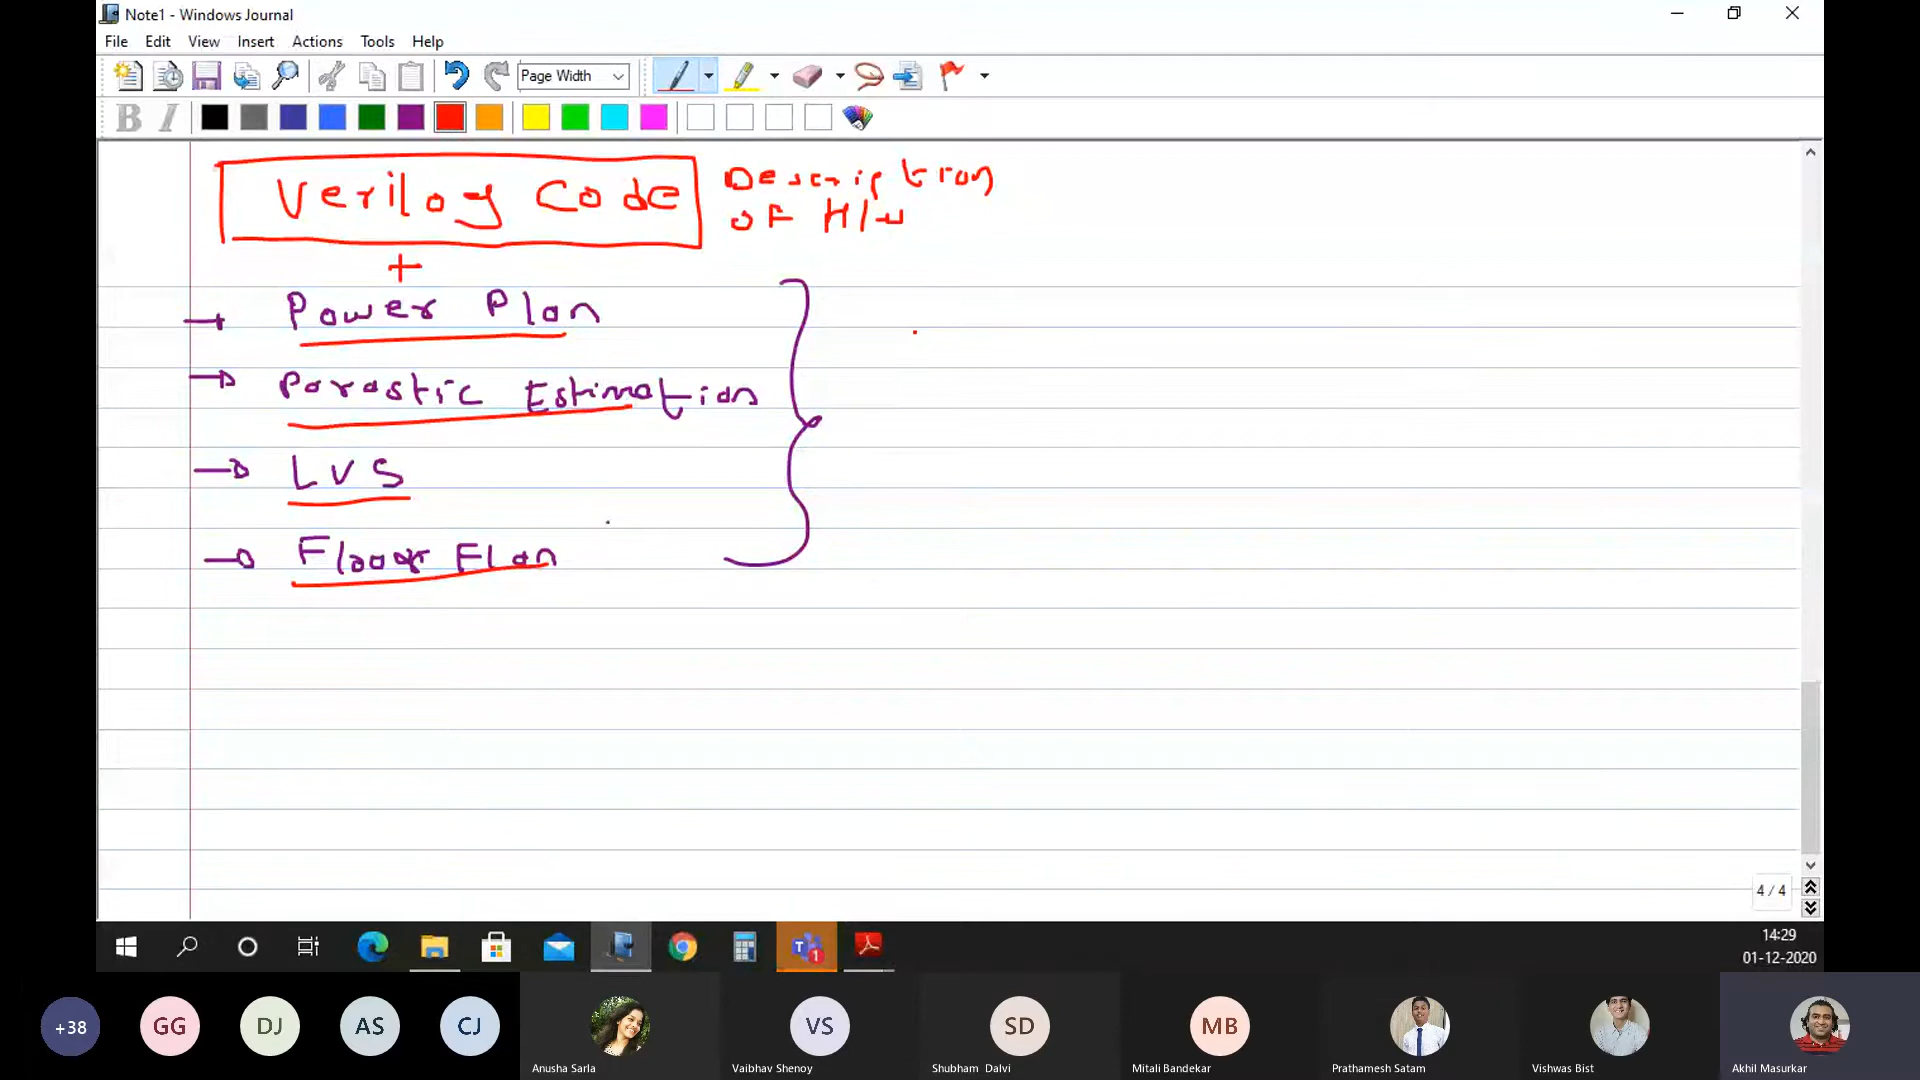 Note1 - Windows Journal
File Edit View Insert Actions Tools Help
Page Width
B I
Verilog Code
Description
OF H/W
+
Power Plan
Parastic Estimation
LVS
Floor Flan
4 / 4
14:29
01-12-2020
1
+38 GG DJ AS CJ VS SD MB
Anusha Sarla Vaibhav Shenoy Shubham Dalvi Mitali Bandekar Prathamesh Satam Vishwas Bist Akhil Masurkar